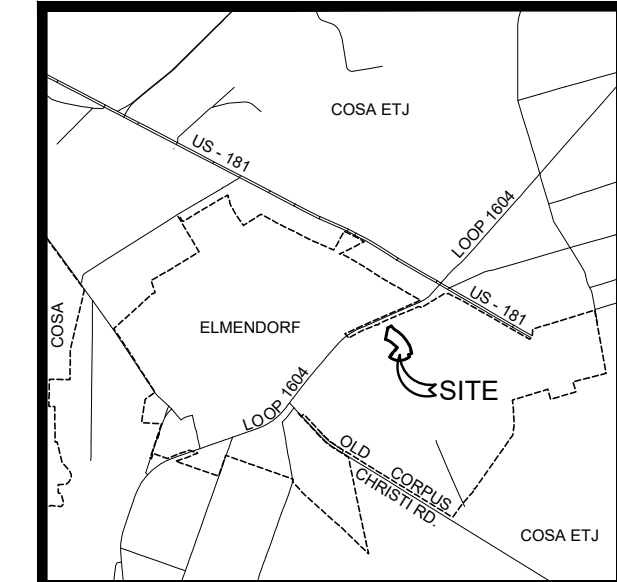 COSA ETJ
US - 181
LOOP 1604
US - 181
COSA
ELMENDORF
SITE
LOOP 1604
OLD CORPUS
CHRISTI RD.
COSA ETJ